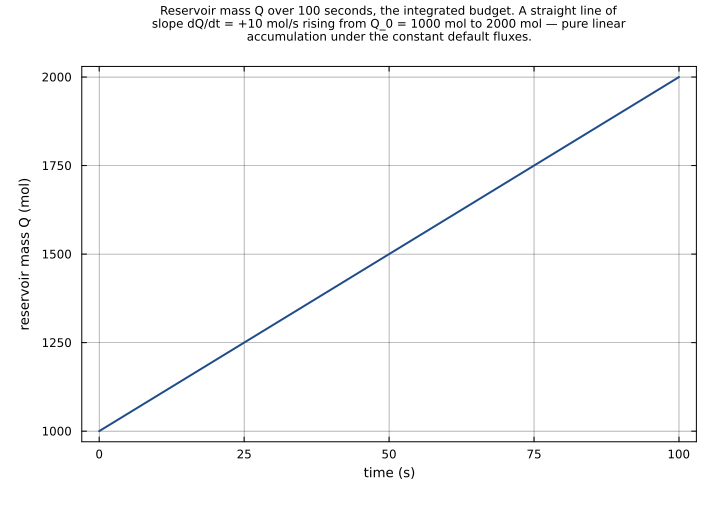 Reservoir mass Q over 100 seconds, the integrated budget. A straight line of
slope dQ/dt = +10 mol/s rising from Q_0 = 1000 mol to 2000 mol — pure linear
accumulation under the constant default fluxes.
2000
1750
1500
1250
1000
reservoir mass Q (mol)
0 25 50 75 100
time (s)